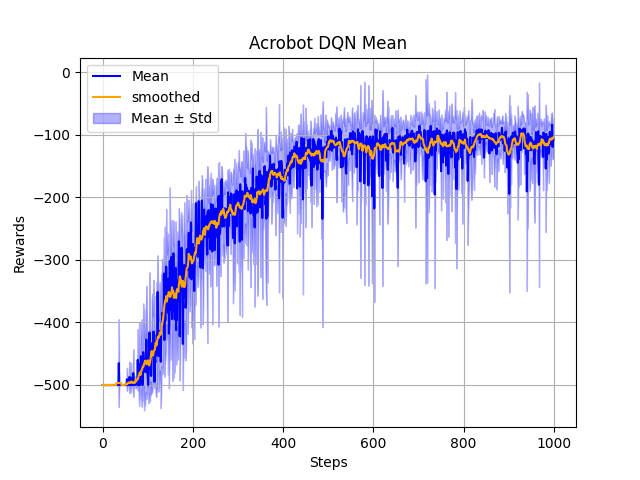 Acrobot DQN Mean
Mean
smoothed
Mean ± Std
Rewards
0
−100
−200
−300
−400
−500
0
200
400
600
800
1000
Steps